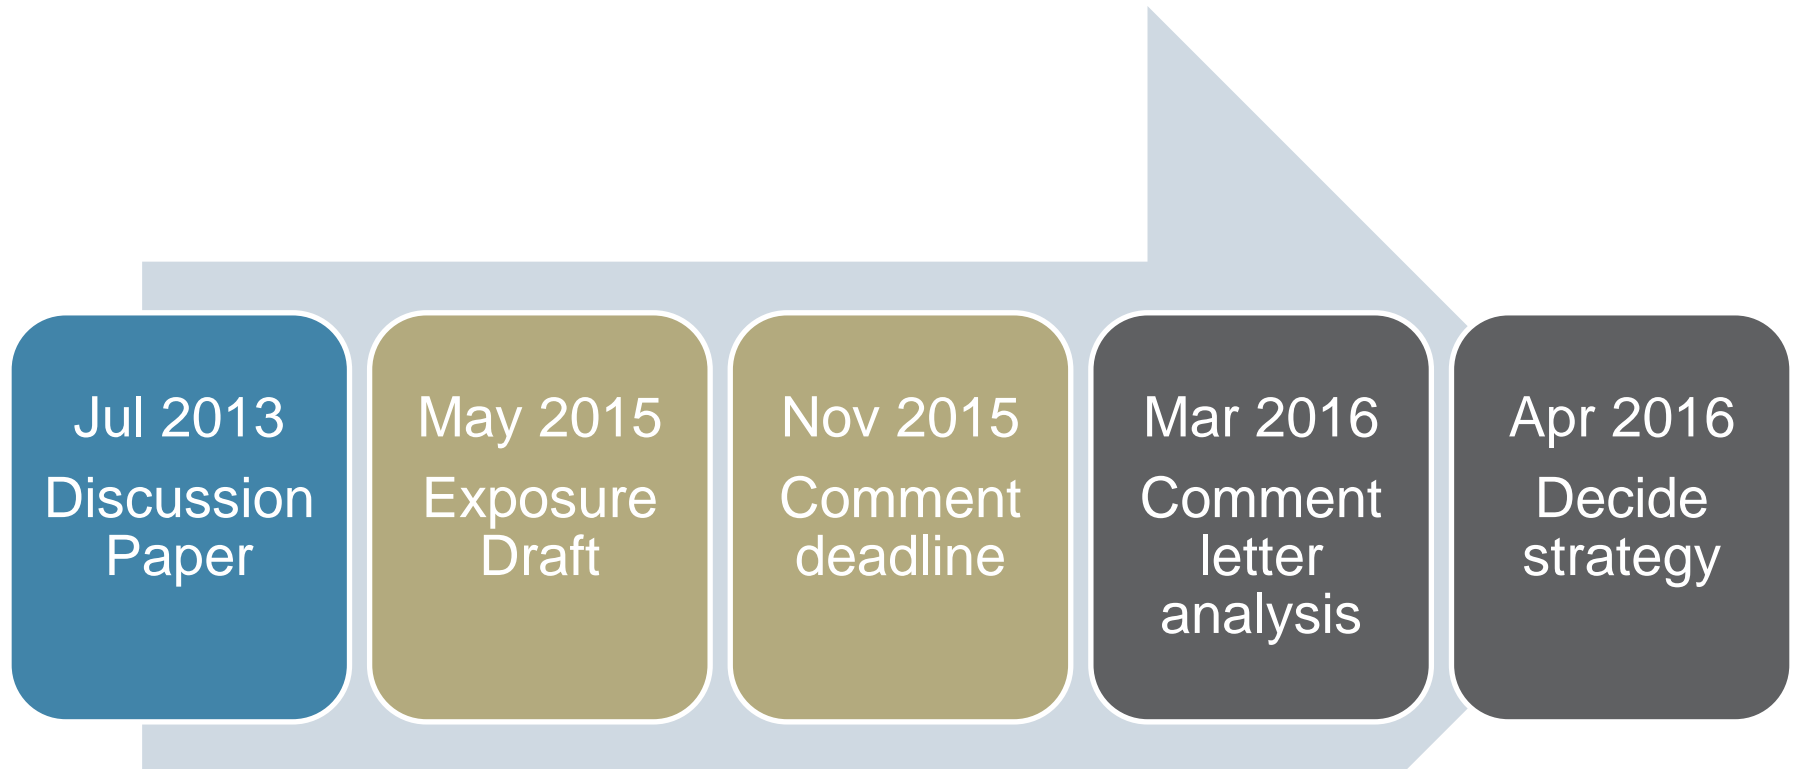 Jul 2013
Discussion
Paper
May 2015
Exposure
Draft
Nov 2015
Comment
deadline
Mar 2016
Comment
letter
analysis
Apr 2016
Decide
strategy